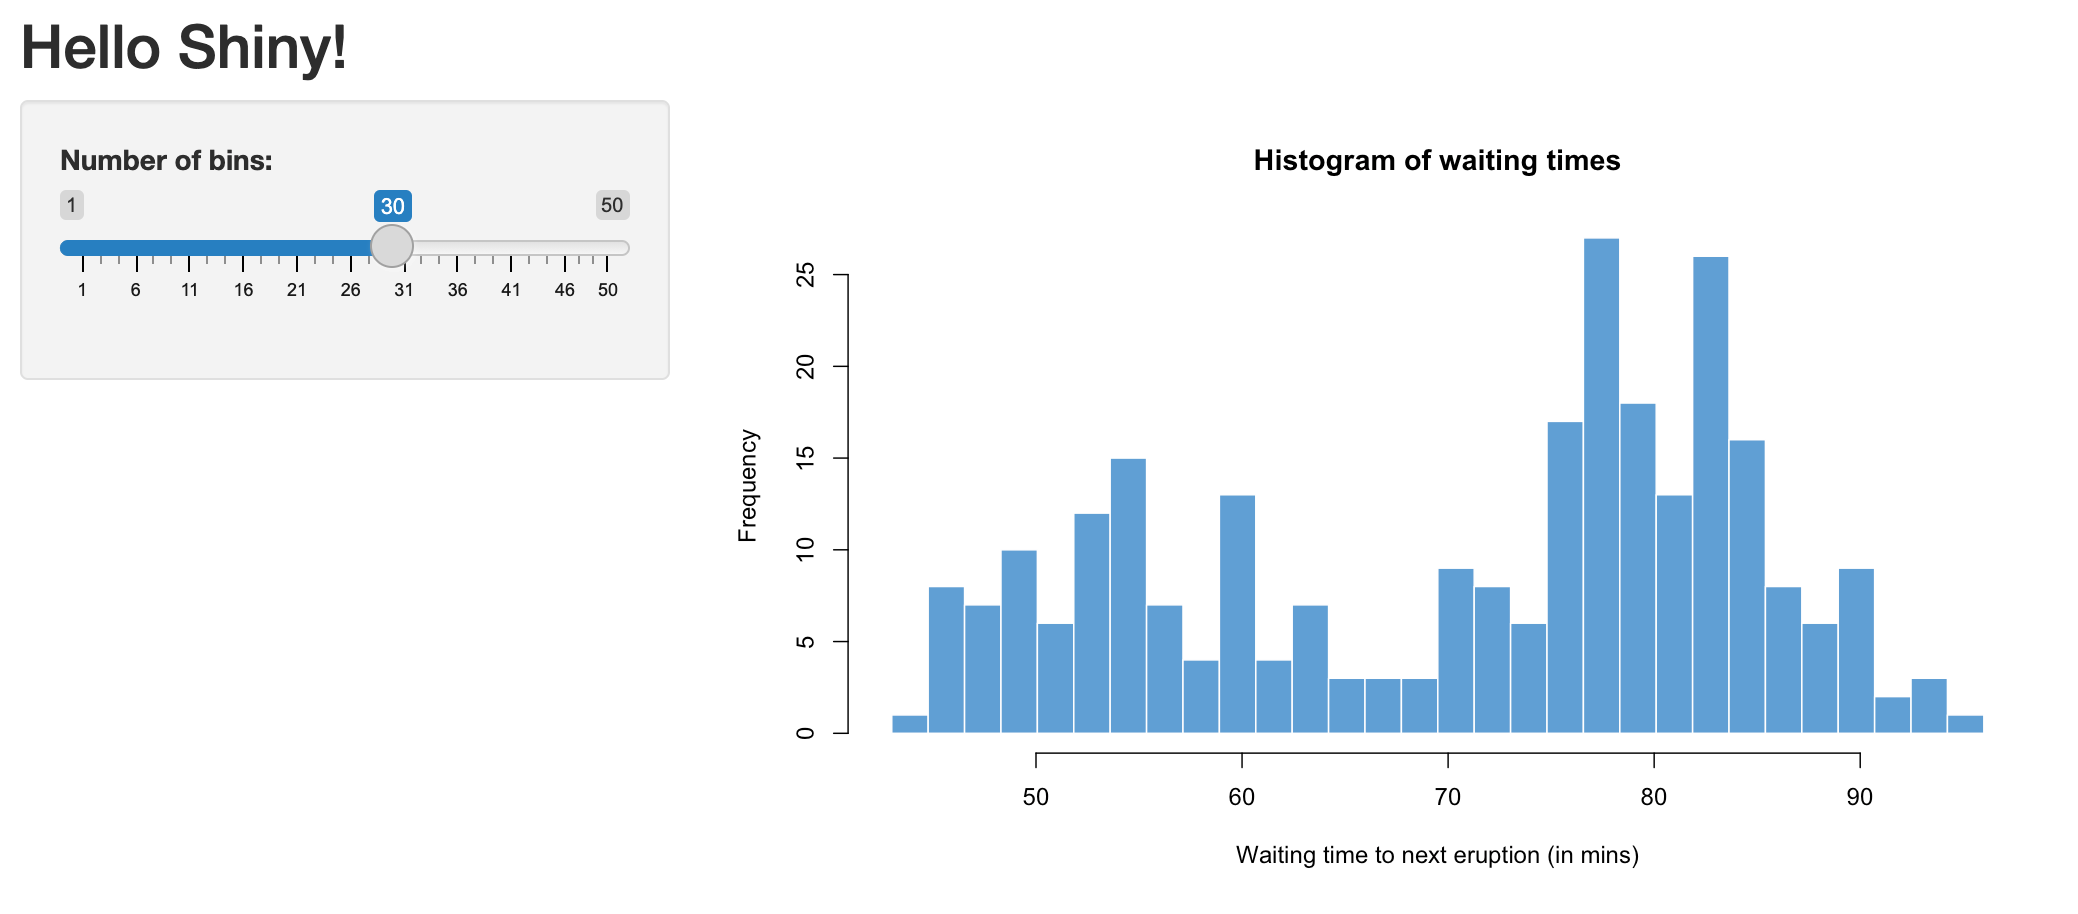 Hello Shiny!
Number of bins:
1 30 50
1 6 11 16 21 26 31 36 41 46 50
Histogram of waiting times
Frequency
25
20
15
10
5
0
50 60 70 80 90
Waiting time to next eruption (in mins)